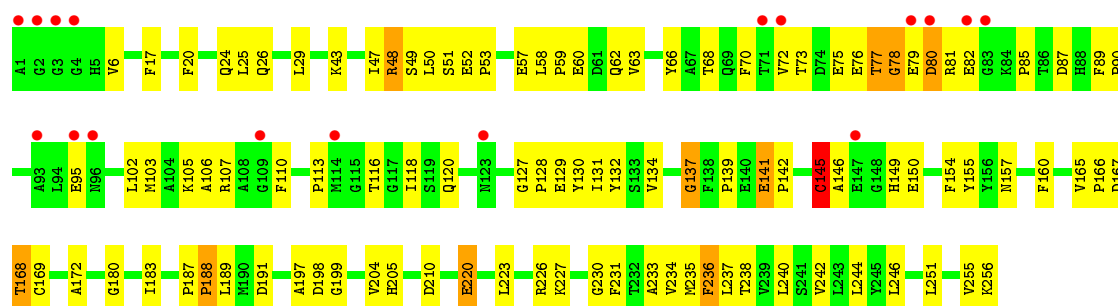 A1 G2 G3 G4 H5 V6 F17 F20 Q24 L25 Q26 L29 K43 I47 R48 S49 L50 S51 E52 P53 E57 L58 P59 E60 D61 Q62 V63 Y66 A67 T68 Q69 F70 T71 V72 T73 D74 E75 E76 T77 G78 E79 D80 R81 E82 G83 K84 P85 T86 D87 H88 F89 P90
A93 L94 E95 N96 L102 M103 A104 K105 A106 R107 A108 G109 F110 P113 M114 G115 T116 G117 I118 S119 Q120 N123 G127 P128 E129 Y130 I131 Y132 S133 V134 G137 F138 P139 E140 E141 P142 C145 A146 E147 G148 H149 E150 F154 Y155 Y156 N157 F160 V165 P166 D167
T168 C169 A172 G180 I183 P187 P188 L189 M190 D191 A197 D198 G199 V204 H205 D210 E220 L223 R226 K227 G230 F231 T232 A233 V234 M235 F236 L237 T238 V239 L240 S241 V242 L243 L244 Y245 L246 L251 V255 K256